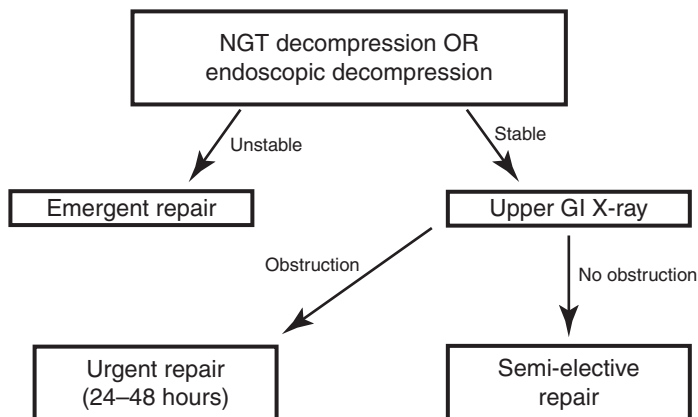 NGT decompression OR
endoscopic decompression
Unstable
Stable
Emergent repair
Upper GI X-ray
Obstruction
No obstruction
Urgent repair
(24–48 hours)
Semi-elective
repair